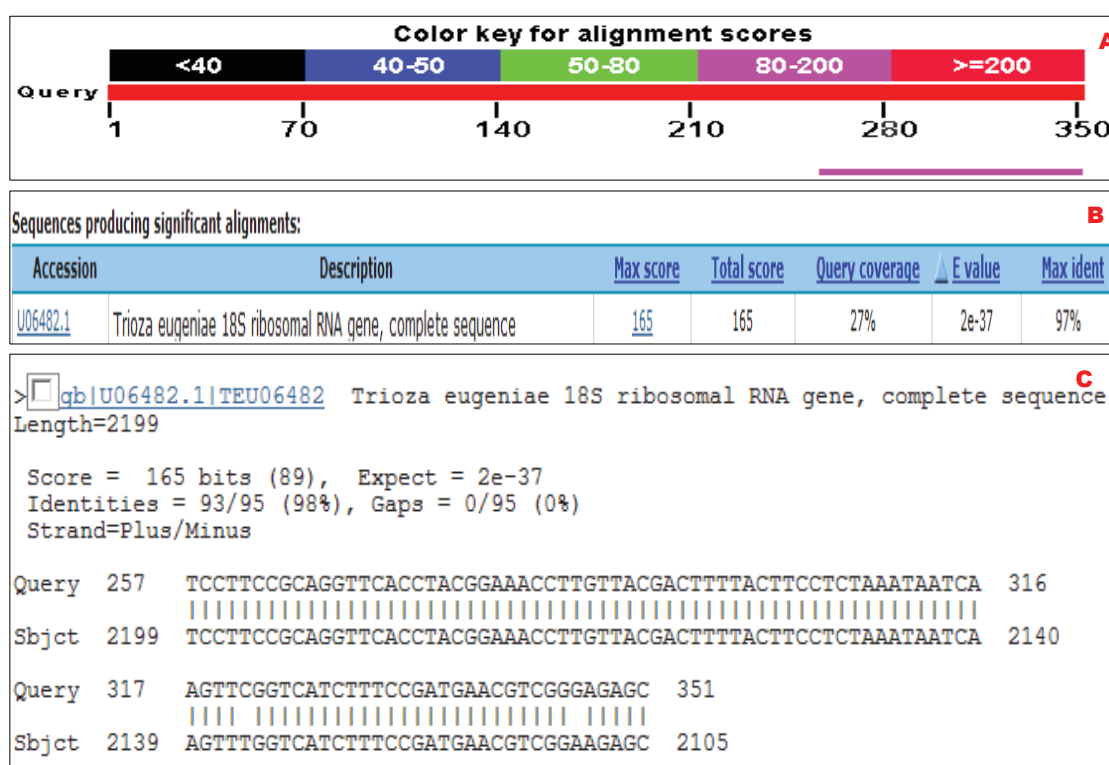 Color key for alignment scores
A
<40 40-50 50-80 80-200 >=200
Query
1 70 140 210 280 350
B
Sequences producing significant alignments:
Accession Description Max score Total score Query coverage E value Max ident
U06482.1 Trioza eugeniae 18S ribosomal RNA gene, complete sequence 165 165 27% 2e-37 97%
C
>gb|U06482.1|TEU06482 Trioza eugeniae 18S ribosomal RNA gene, complete sequence
Length=2199
Score = 165 bits (89), Expect = 2e-37
Identities = 93/95 (98%), Gaps = 0/95 (0%)
Strand=Plus/Minus
Query 257 TCCTTCCGCAGGTTCACCTACGGAAACCTTGTTACGACTTTTACTTCCTCTAAATAATCA 316
||||||||||||||||||||||||||||||||||||||||||||||||||||||||||||
Sbjct 2199 TCCTTCCGCAGGTTCACCTACGGAAACCTTGTTACGACTTTTACTTCCTCTAAATAATCA 2140
Query 317 AGTTCGGTCATCTTTCCGATGAACGTCGGGAGAGC 351
|||| |||||||||||||||||||||||| |||||
Sbjct 2139 AGTTTGGTCATCTTTCCGATGAACGTCGGAAGAGC 2105